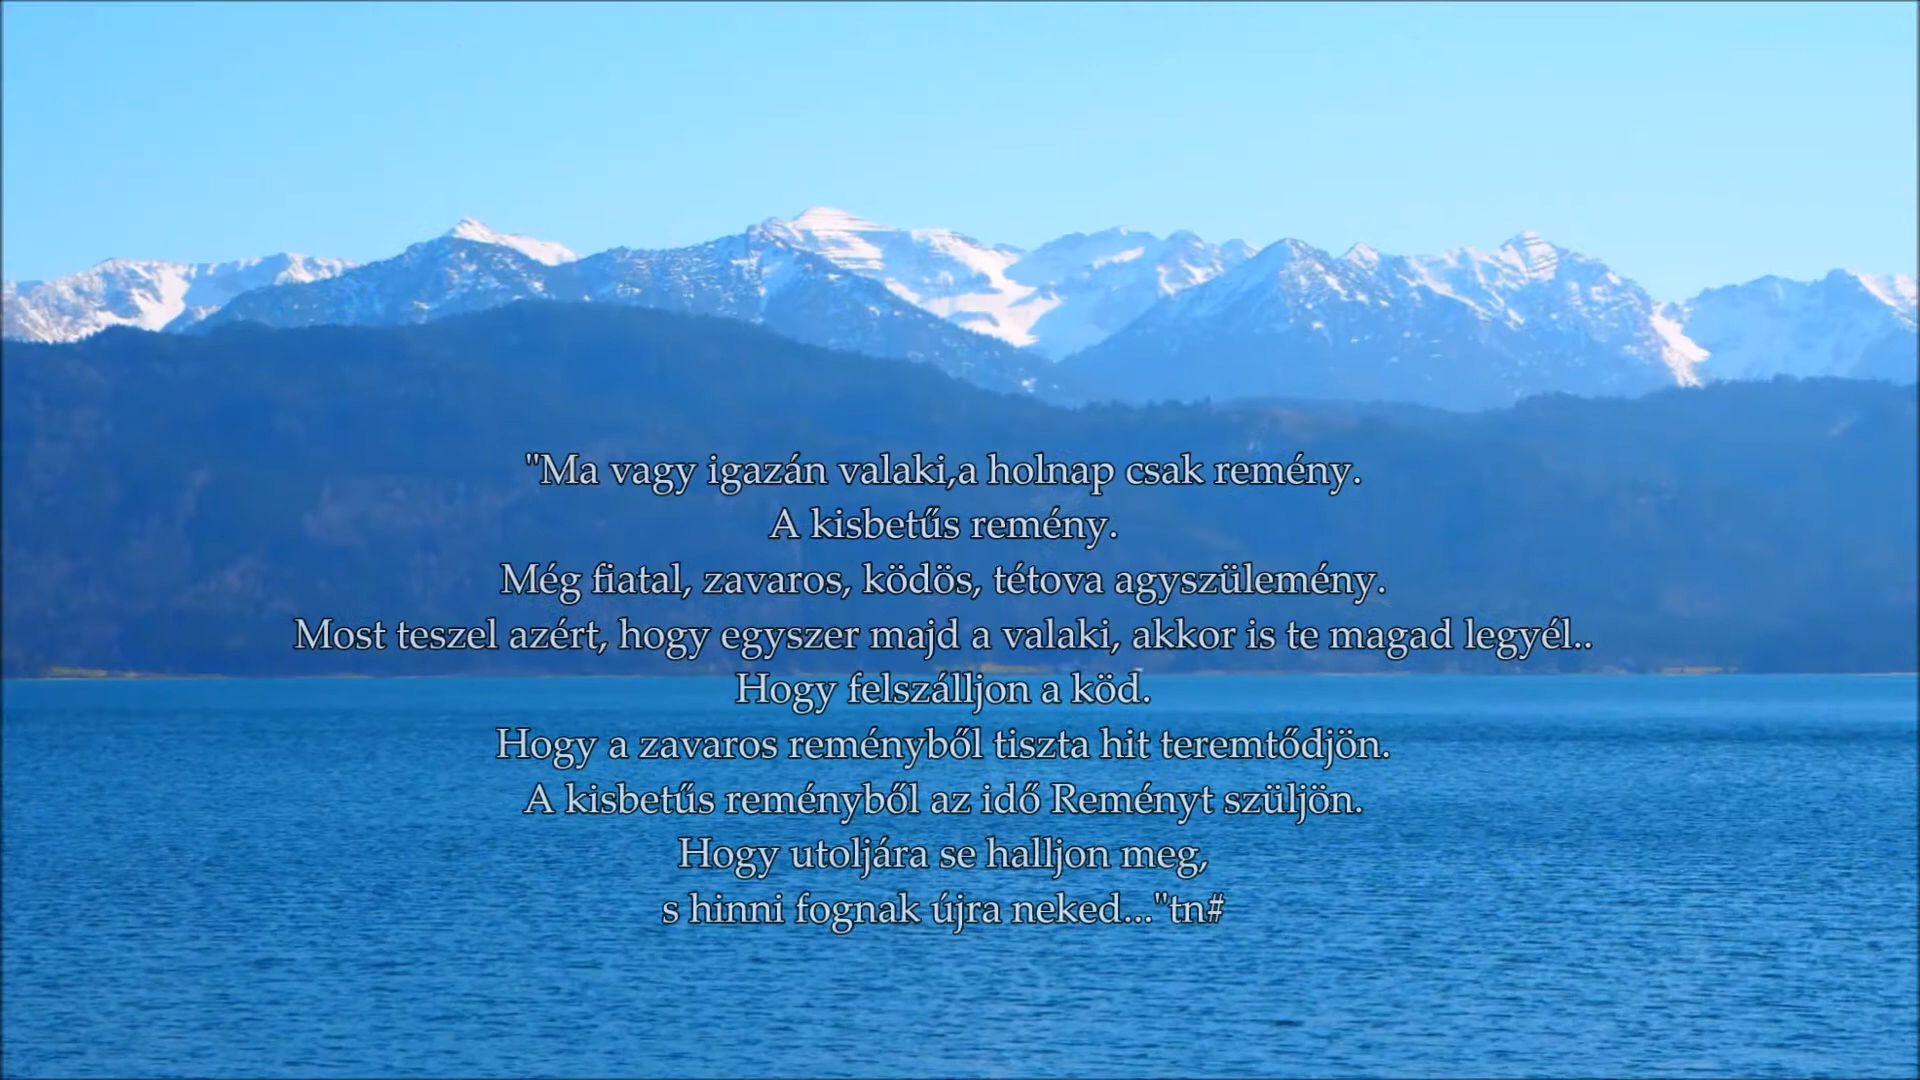 "Ma vagy igazán valaki,a holnap csak remény.
A kisbetűs remény.
Még fiatal, zavaros, ködös, tétova agyszülemény.
Most teszel azért, hogy egyszer majd a valaki, akkor is te magad legyél..
Hogy felszálljon a köd.
Hogy a zavaros reményből tiszta hit teremtődjön.
A kisbetűs reményből az idő Reményt szüljön.
Hogy utoljára se halljon meg,
s hinni fognak újra neked..."tn#